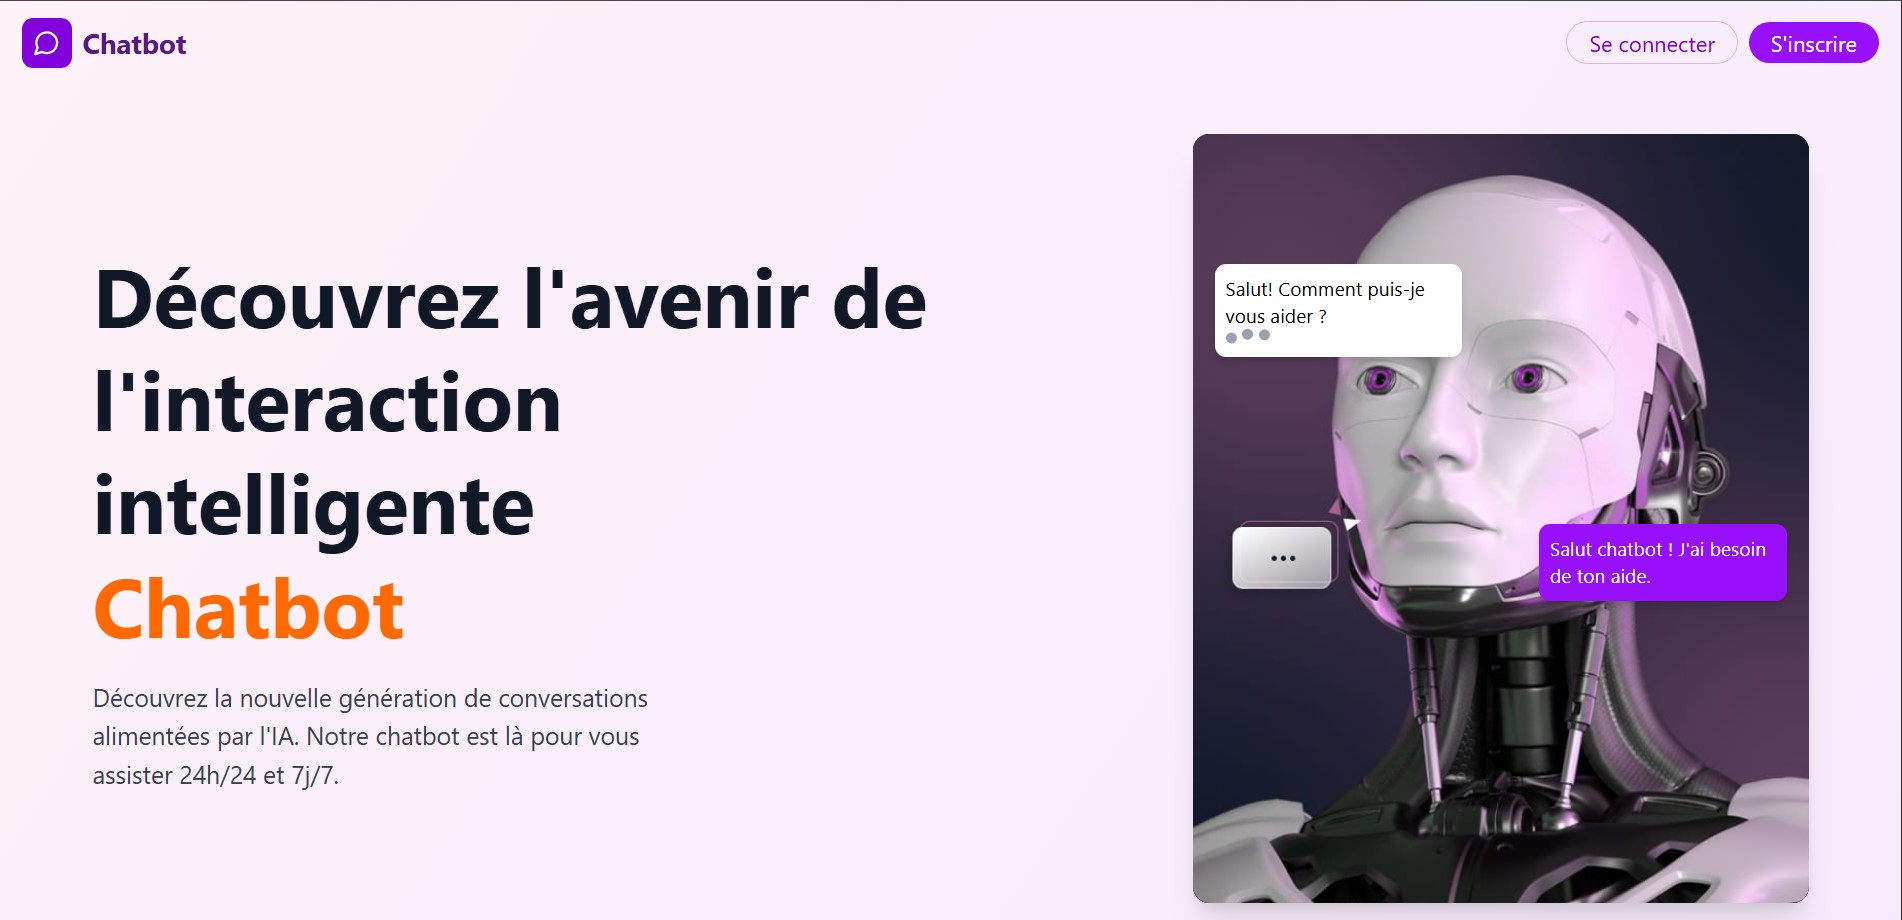 Chatbot
Se connecter
S'inscrire
Découvrez l'avenir de
l'interaction
intelligente
Chatbot
Découvrez la nouvelle génération de conversations
alimentées par l'IA. Notre chatbot est là pour vous
assister 24h/24 et 7j/7.
Salut! Comment puis-je
vous aider ?
Salut chatbot ! J'ai besoin
de ton aide.